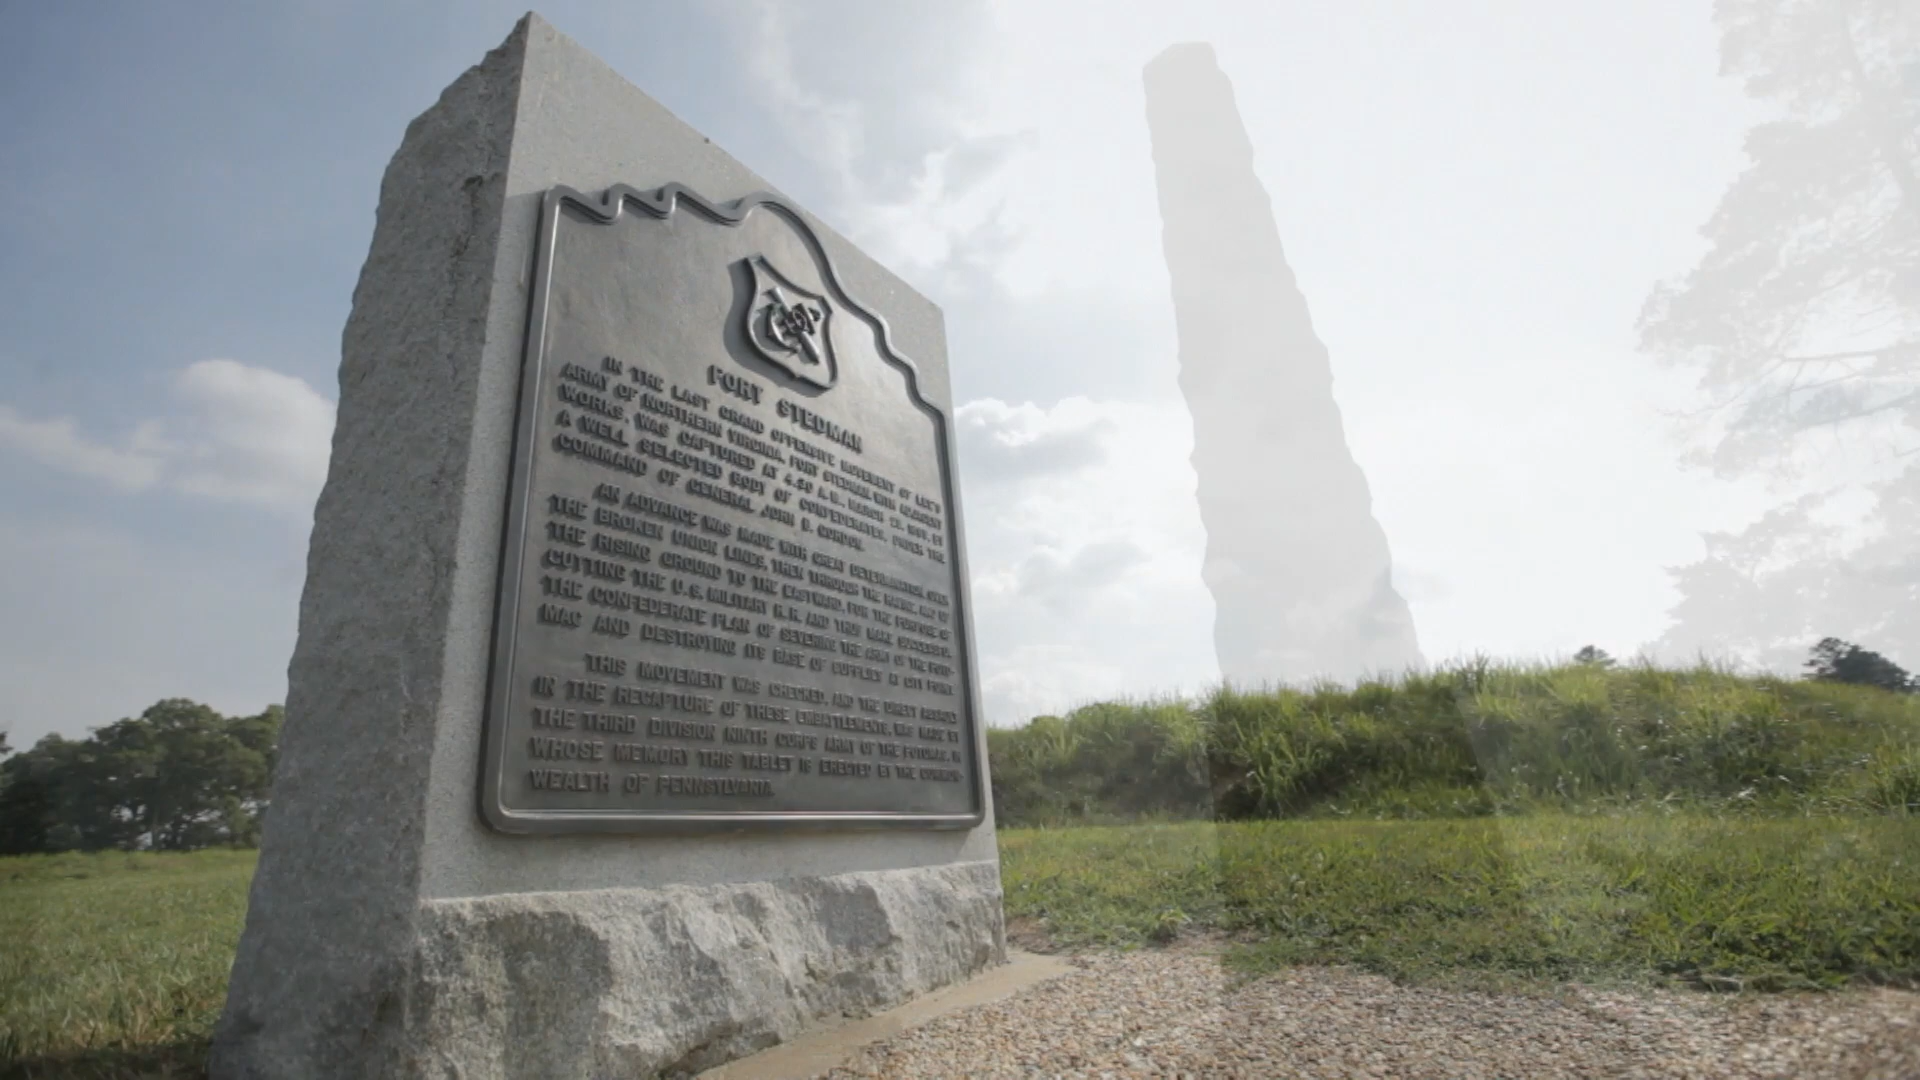 FORT STEDMAN
IN THE LAST GRAND OFFENSIVE MOVEMENT OF LEE'S
ARMY OF NORTHERN VIRGINIA, FORT STEDMAN, WITH ADJACENT
WORKS, WAS CAPTURED AT 4.30 A.M., MARCH 25, 1865, BY
A WELL SELECTED BODY OF CONFEDERATES, UNDER THE
COMMAND OF GENERAL JOHN B. GORDON.
AN ADVANCE WAS MADE WITH GREAT DETERMINATION, OVER
THE BROKEN UNION LINES, THEN THROUGH THE RAVINE, AND UP
THE RISING GROUND TO THE EASTWARD, FOR THE PURPOSE OF
CUTTING THE U.S. MILITARY R.R. AND THUS MAKE SUCCESSFUL
THE CONFEDERATE PLAN OF SEVERING THE ARMY OF THE POTO-
MAC AND DESTROYING ITS BASE OF SUPPLIES AT CITY POINT.
THIS MOVEMENT WAS CHECKED, AND THE DIRECT ASSAULT
IN THE RECAPTURE OF THESE EMBATTLEMENTS, WAS MADE BY
THE THIRD DIVISION NINTH CORPS ARMY OF THE POTOMAC, IN
WHOSE MEMORY THIS TABLET IS ERECTED BY THE COMMON-
WEALTH OF PENNSYLVANIA.